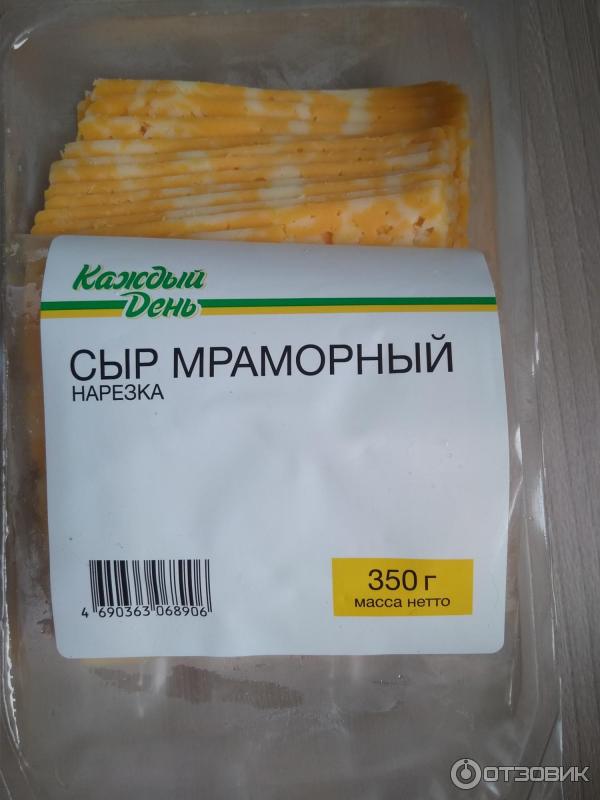 Каждый
День
СЫР МРАМОРНЫЙ
НАРЕЗКА
4 690363 068906
350 г
масса нетто
ОТЗОВИК